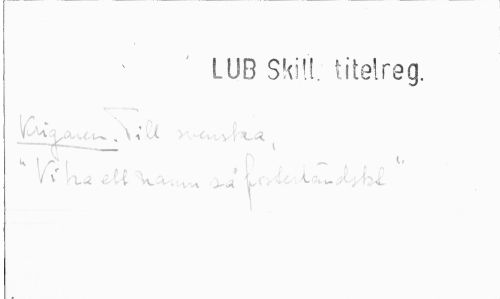 LUB Skill. titelreg.
Krigaren. Till svenska,
"Vi ha ett namn så fosterländskt"